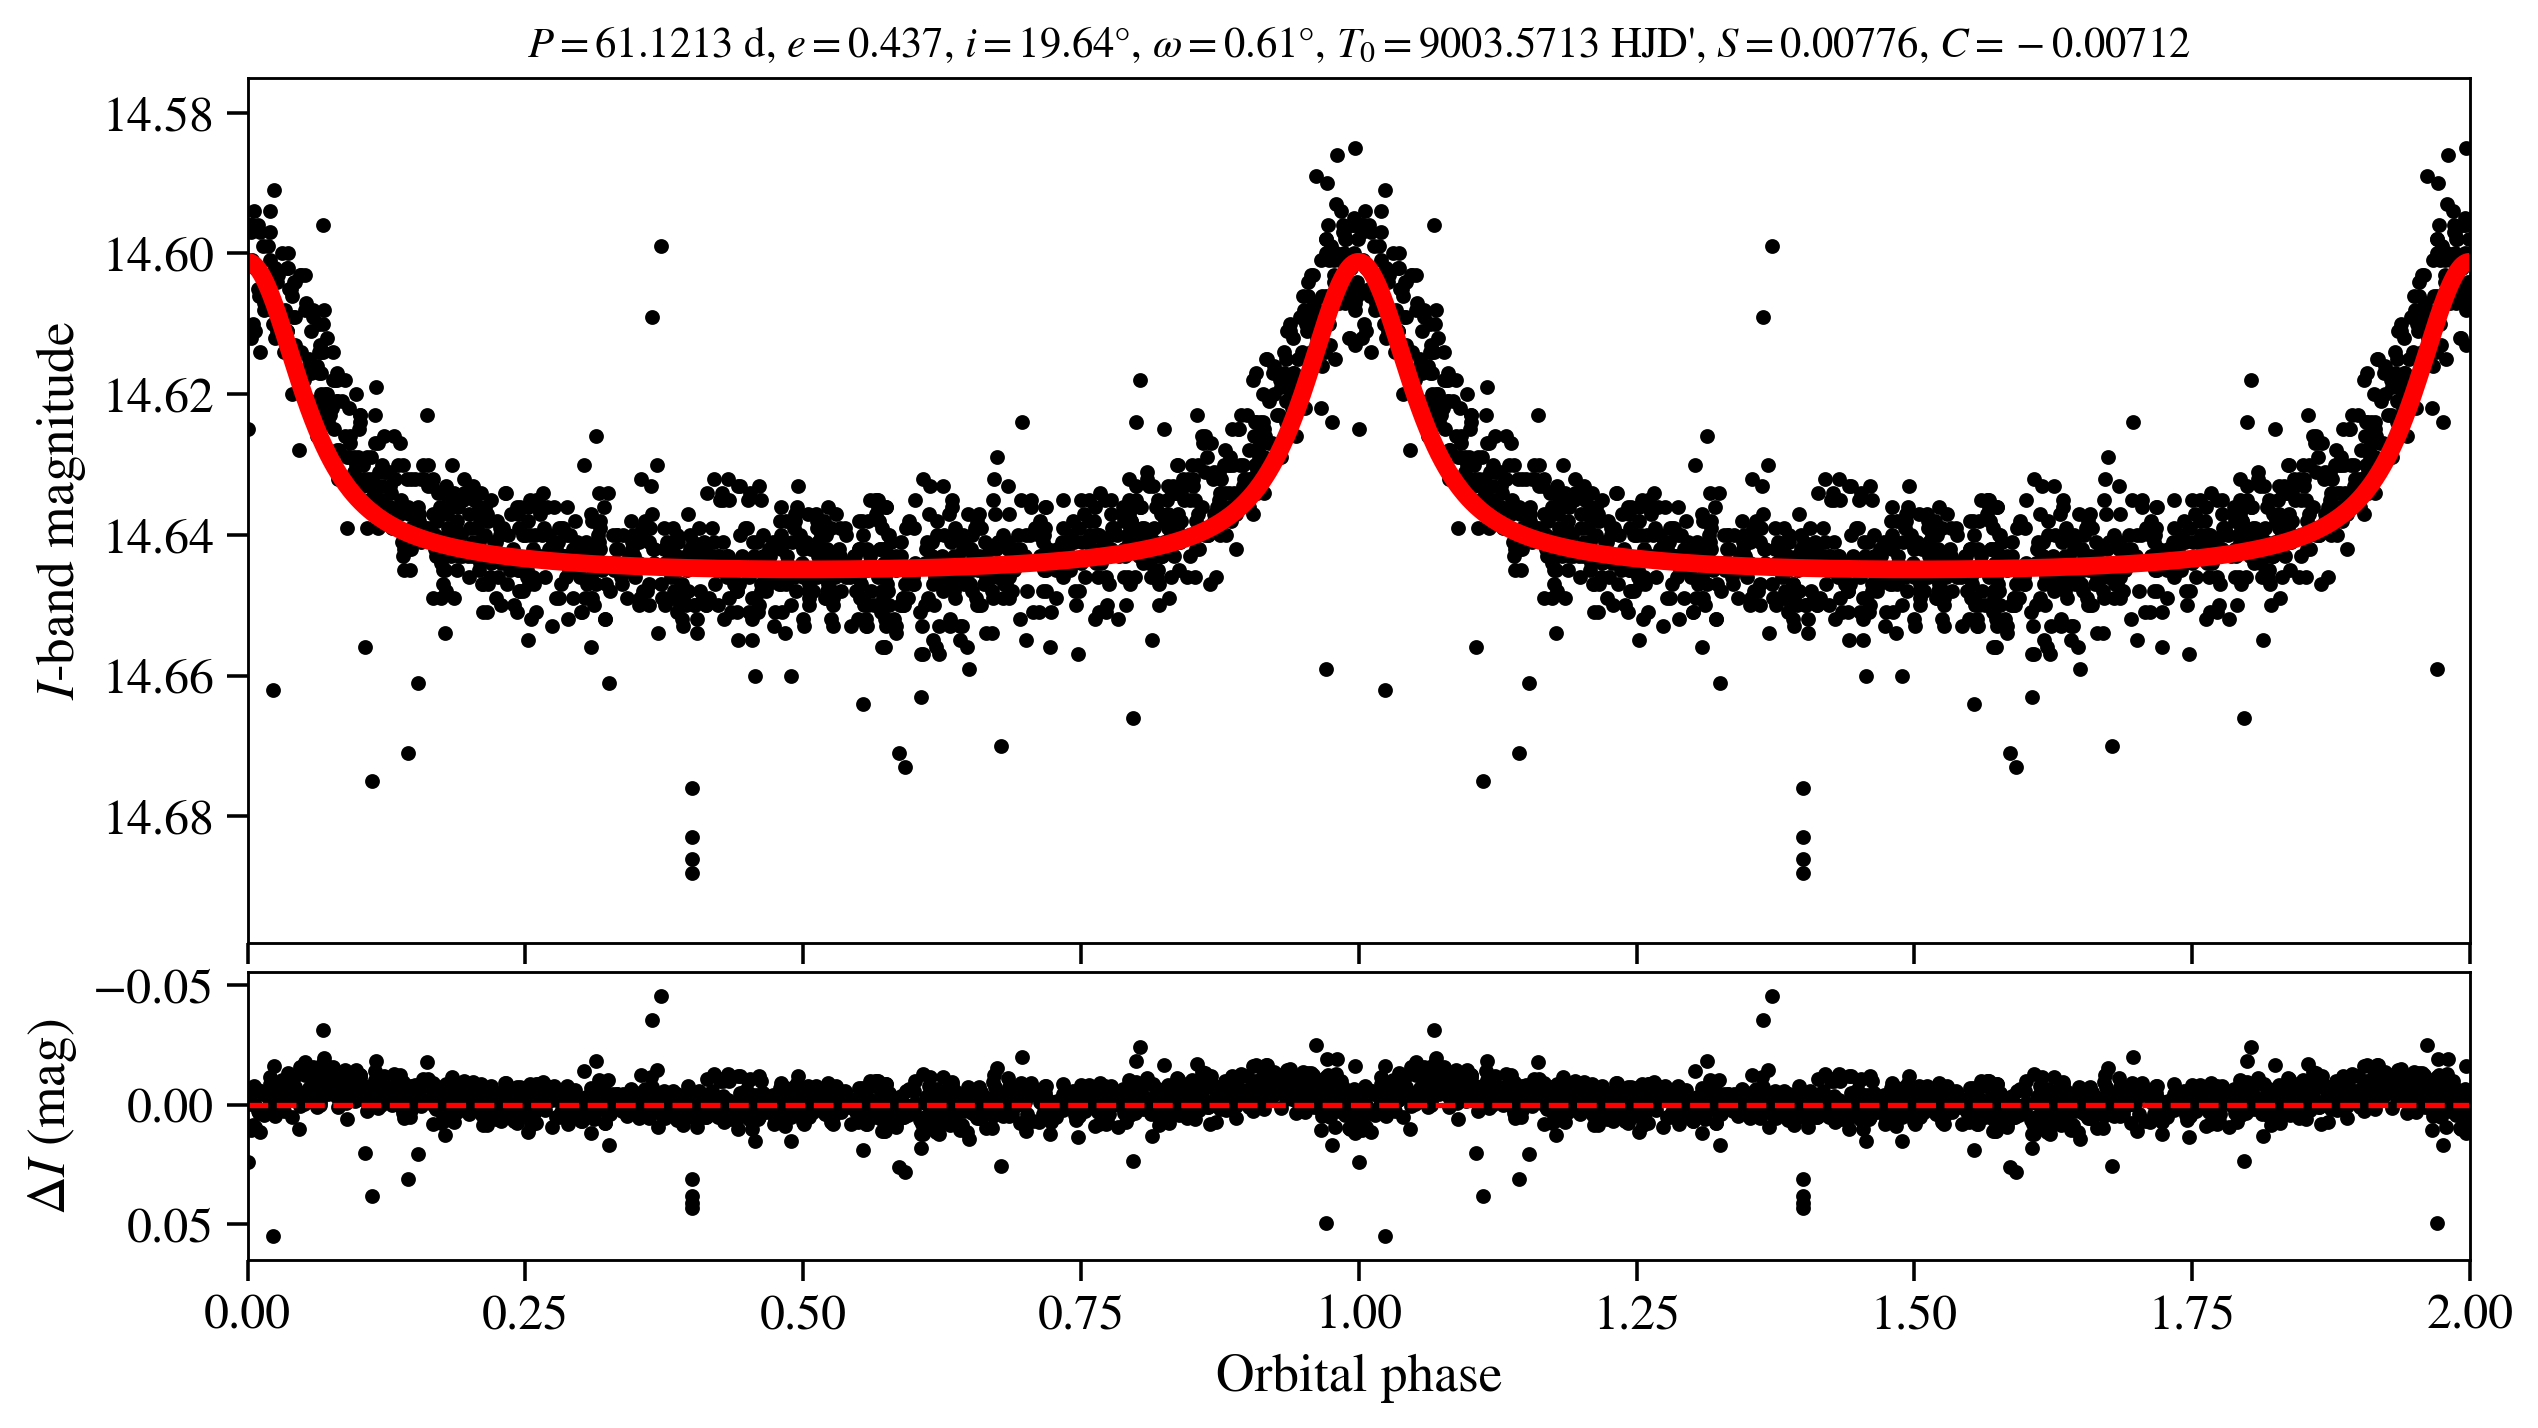 P = 61.1213 d, e = 0.437, i = 19.64°, ω = 0.61°, T₀ = 9003.5713 HJD', S = 0.00776, C = −0.00712
14.58
14.60
14.62
14.64
14.66
14.68
I-band magnitude
−0.05
0.00
0.05
ΔI (mag)
0.00 0.25 0.50 0.75 1.00 1.25 1.50 1.75 2.00
Orbital phase